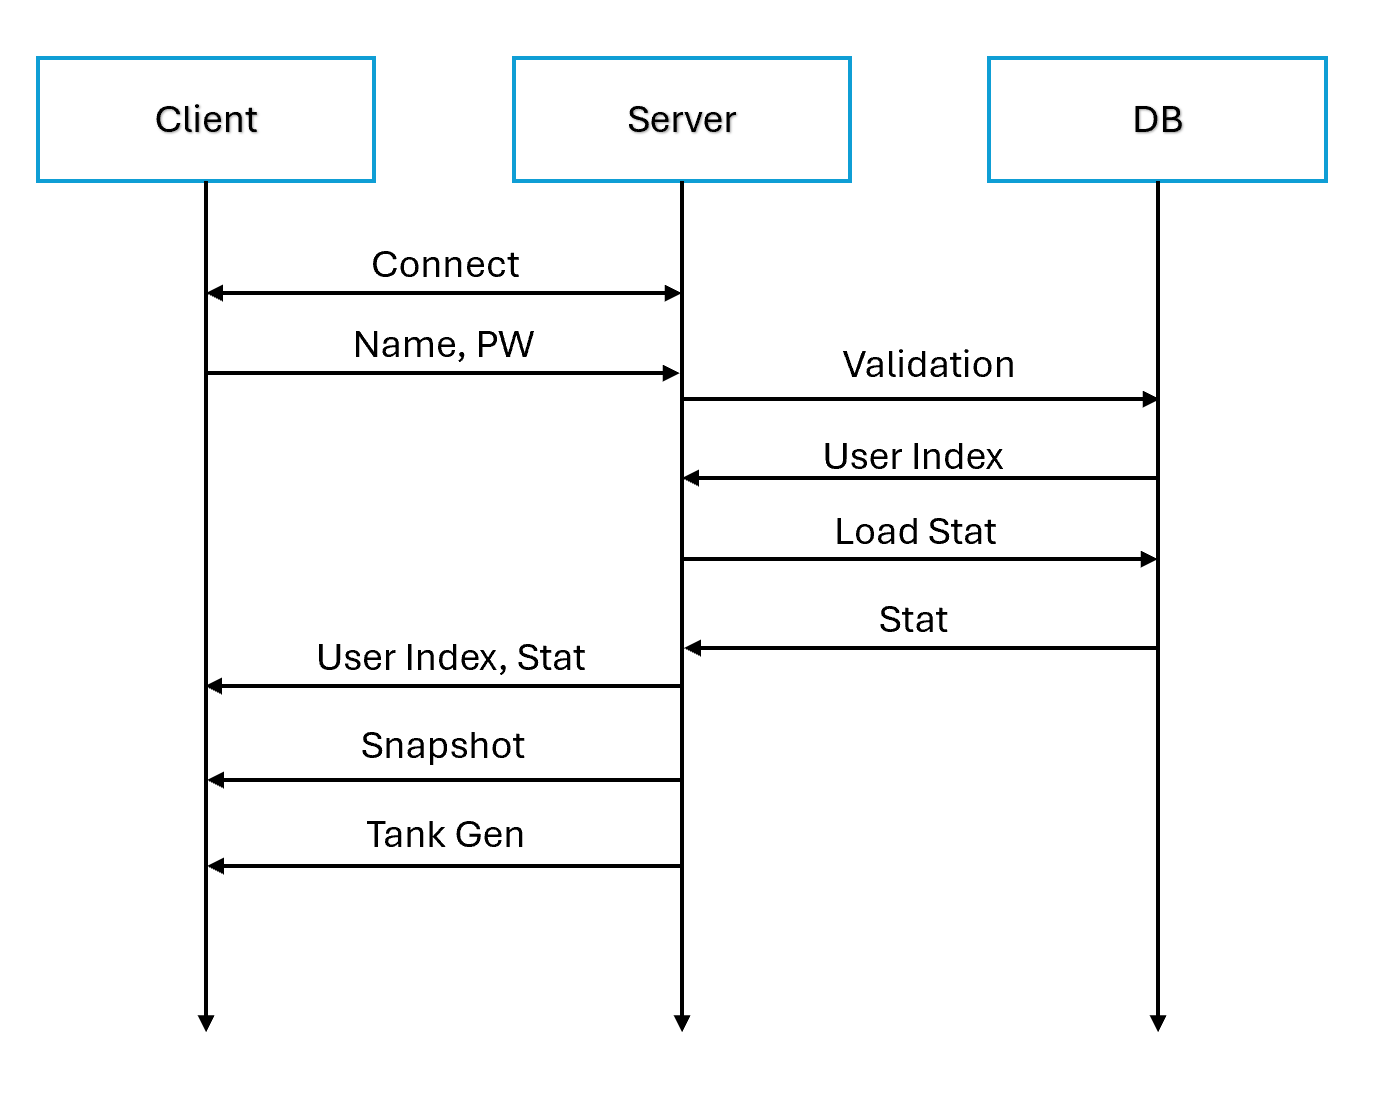 Client
Server
DB
Connect
Name, PW
Validation
User Index
Load Stat
Stat
User Index, Stat
Snapshot
Tank Gen